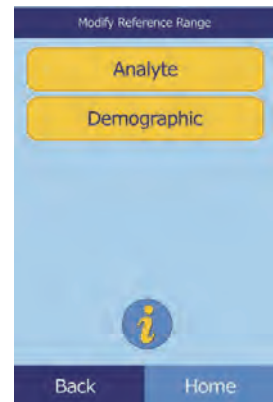 Modify Reference Range
Analyte
Demographic
i
Back Home